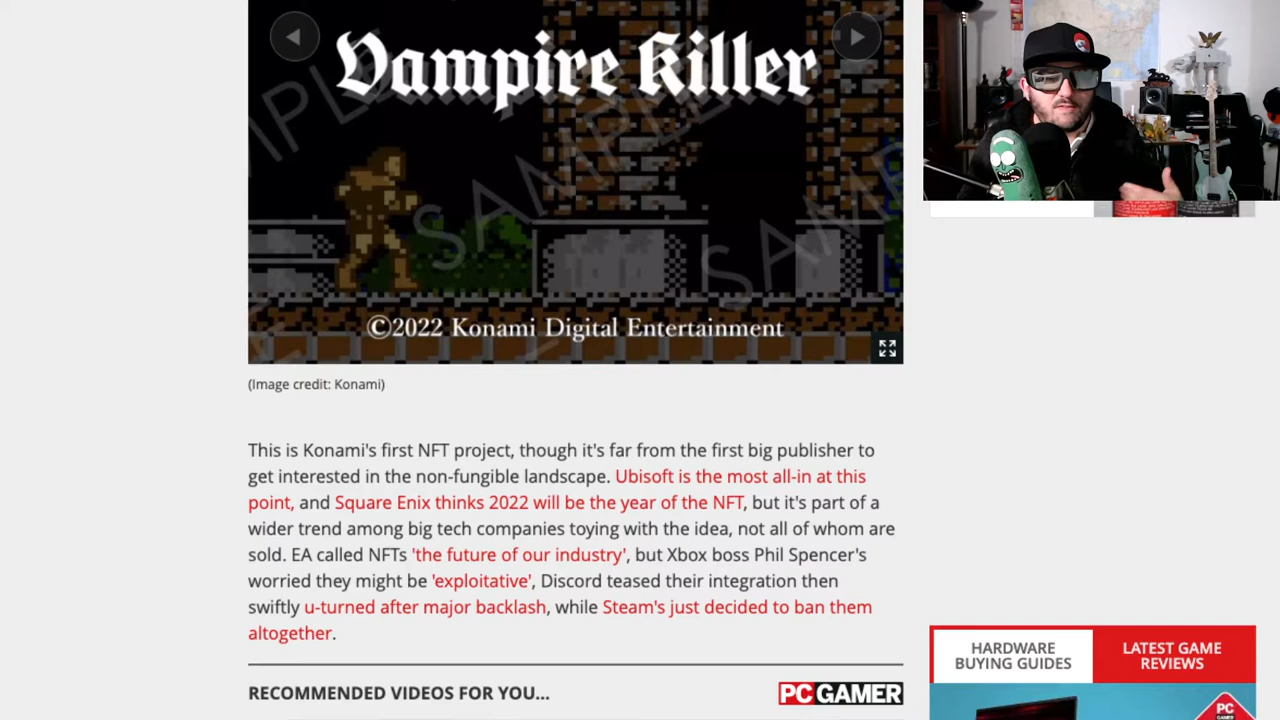 Vampire Killer
SAMPLE
SAMPLE
SAMPLE
©2022 Konami Digital Entertainment
(Image credit: Konami)
This is Konami's first NFT project, though it's far from the first big publisher to
get interested in the non-fungible landscape. Ubisoft is the most all-in at this
point, and Square Enix thinks 2022 will be the year of the NFT, but it's part of a
wider trend among big tech companies toying with the idea, not all of whom are
sold. EA called NFTs 'the future of our industry', but Xbox boss Phil Spencer's
worried they might be 'exploitative', Discord teased their integration then
swiftly u-turned after major backlash, while Steam's just decided to ban them
altogether.
RECOMMENDED VIDEOS FOR YOU...
PC GAMER
HARDWARE
BUYING GUIDES
LATEST GAME
REVIEWS
PC
GAMER